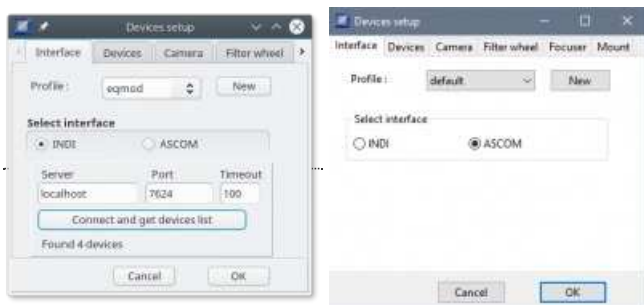 Devices setup
Interface Devices Camera Filter wheel
Profile : eqmod New
Select interface
INDI ASCOM
Server Port Timeout
localhost 7624 100
Connect and get devices list
Found 4 devices
Cancel OK
Devices setup
Interface Devices Camera Filter wheel Focuser Mount
Profile : default New
Select interface
INDI ASCOM
Cancel OK